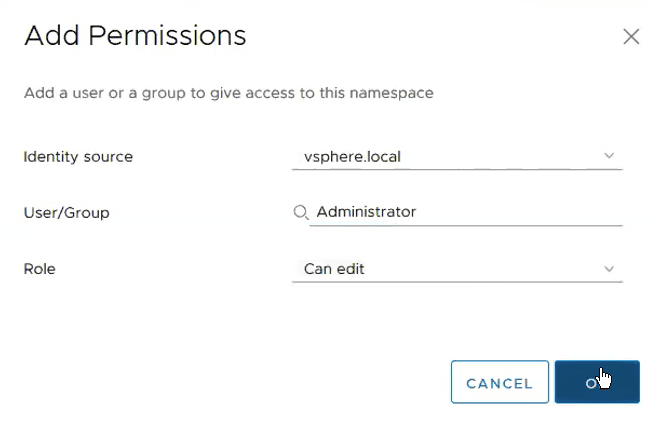 Add Permissions
Add a user or a group to give access to this namespace
Identity source
vsphere.local
User/Group
Administrator
Role
Can edit
CANCEL